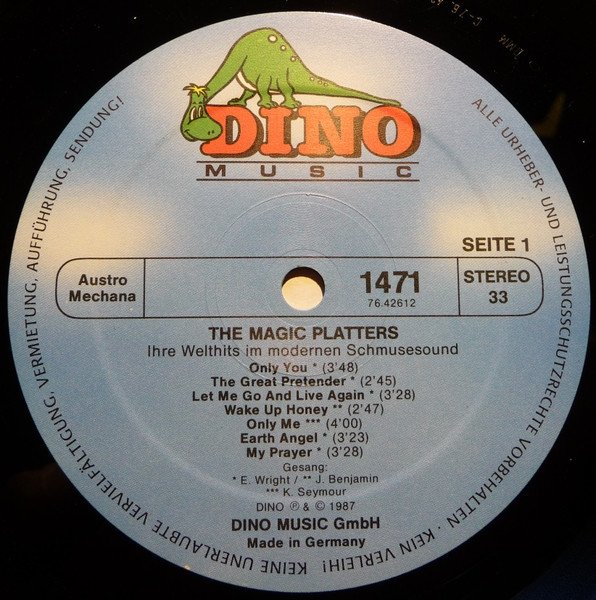 DINO
MUSIC
ALLE URHEBER- UND LEISTUNGSSCHUTZRECHTE VORBEHALTEN · KEIN VERLEIH! KEINE UNERLAUBTE VERVIELFÄLTIGUNG, VERMIETUNG, AUFFÜHRUNG, SENDUNG!
SEITE 1
Austro
Mechana
1471
76.42612
STEREO
33
THE MAGIC PLATTERS
Ihre Welthits im modernen Schmusesound
Only You * (3'48)
The Great Pretender * (2'45)
Let Me Go And Live Again * (3'28)
Wake Up Honey ** (2'47)
Only Me *** (4'00)
Earth Angel * (3'23)
My Prayer * (3'28)
Gesang:
* E. Wright / ** J. Benjamin
*** K. Seymour
DINO ℗ & © 1987
DINO MUSIC GmbH
Made in Germany